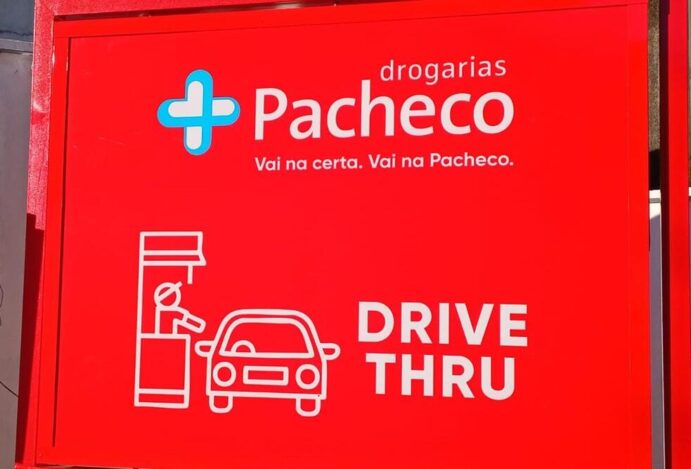 drogarias
Pacheco
Vai na certa. Vai na Pacheco.
DRIVE
THRU